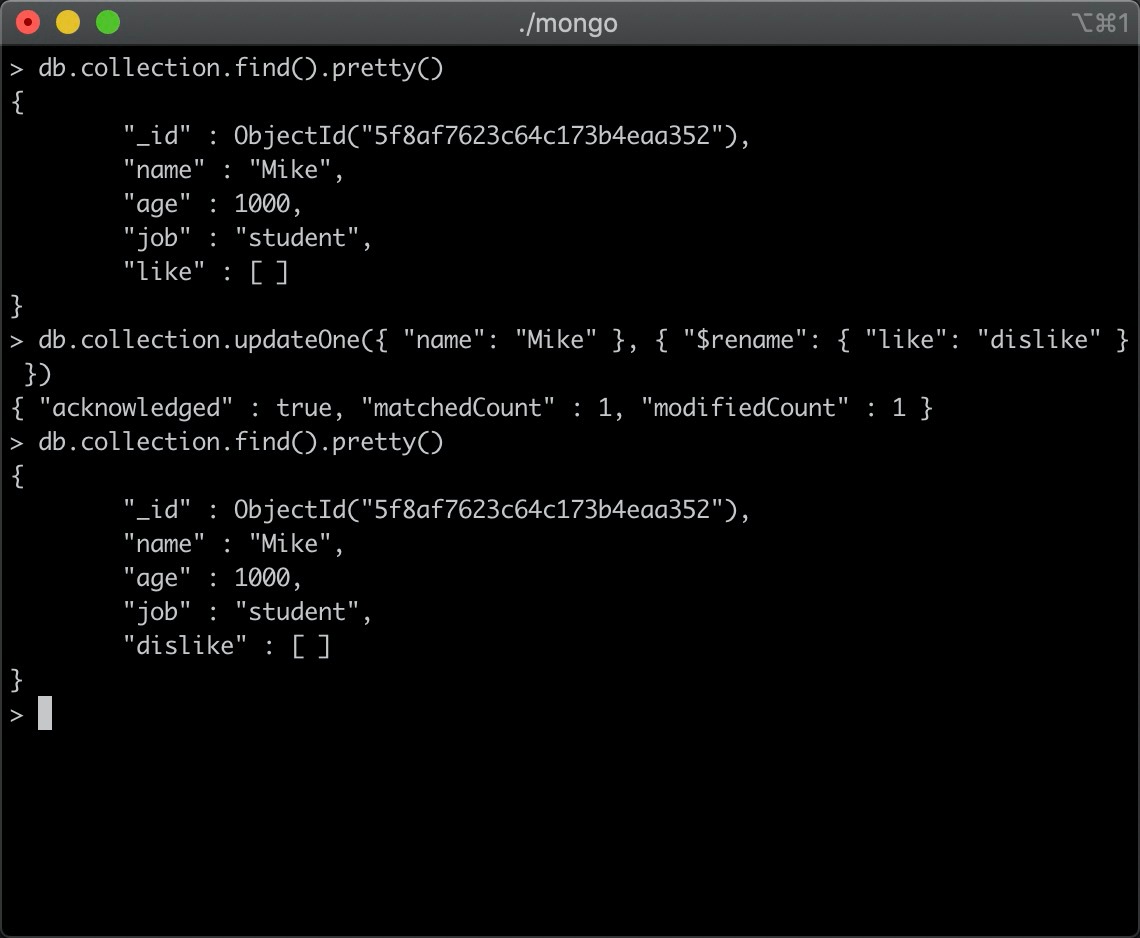 ./mongo
⌥⌘1
> db.collection.find().pretty()
{
        "_id" : ObjectId("5f8af7623c64c173b4eaa352"),
        "name" : "Mike",
        "age" : 1000,
        "job" : "student",
        "like" : [ ]
}
> db.collection.updateOne({ "name": "Mike" }, { "$rename": { "like": "dislike" }
 })
{ "acknowledged" : true, "matchedCount" : 1, "modifiedCount" : 1 }
> db.collection.find().pretty()
{
        "_id" : ObjectId("5f8af7623c64c173b4eaa352"),
        "name" : "Mike",
        "age" : 1000,
        "job" : "student",
        "dislike" : [ ]
}
>